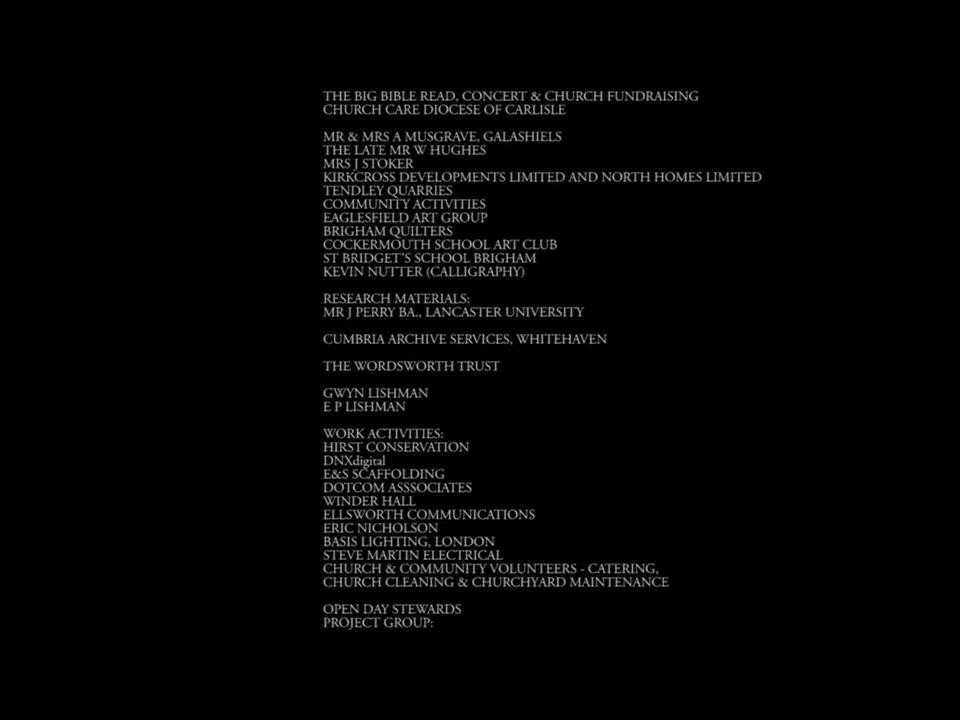 THE BIG BIBLE READ, CONCERT & CHURCH FUNDRAISING
CHURCH CARE DIOCESE OF CARLISLE
MR & MRS A MUSGRAVE, GALASHIELS
THE LATE MR W HUGHES
MRS J STOKER
KIRKCROSS DEVELOPMENTS LIMITED AND NORTH HOMES LIMITED
TENDLEY QUARRIES
COMMUNITY ACTIVITIES
EAGLESFIELD ART GROUP
BRIGHAM QUILTERS
COCKERMOUTH SCHOOL ART CLUB
ST BRIDGET'S SCHOOL BRIGHAM
KEVIN NUTTER (CALLIGRAPHY)
RESEARCH MATERIALS:
MR J PERRY BA., LANCASTER UNIVERSITY
CUMBRIA ARCHIVE SERVICES, WHITEHAVEN
THE WORDSWORTH TRUST
GWYN LISHMAN
E P LISHMAN
WORK ACTIVITIES:
HIRST CONSERVATION
DNXdigital
E&S SCAFFOLDING
DOTCOM ASSSOCIATES
WINDER HALL
ELLSWORTH COMMUNICATIONS
ERIC NICHOLSON
BASIS LIGHTING, LONDON
STEVE MARTIN ELECTRICAL
CHURCH & COMMUNITY VOLUNTEERS - CATERING,
CHURCH CLEANING & CHURCHYARD MAINTENANCE
OPEN DAY STEWARDS
PROJECT GROUP: